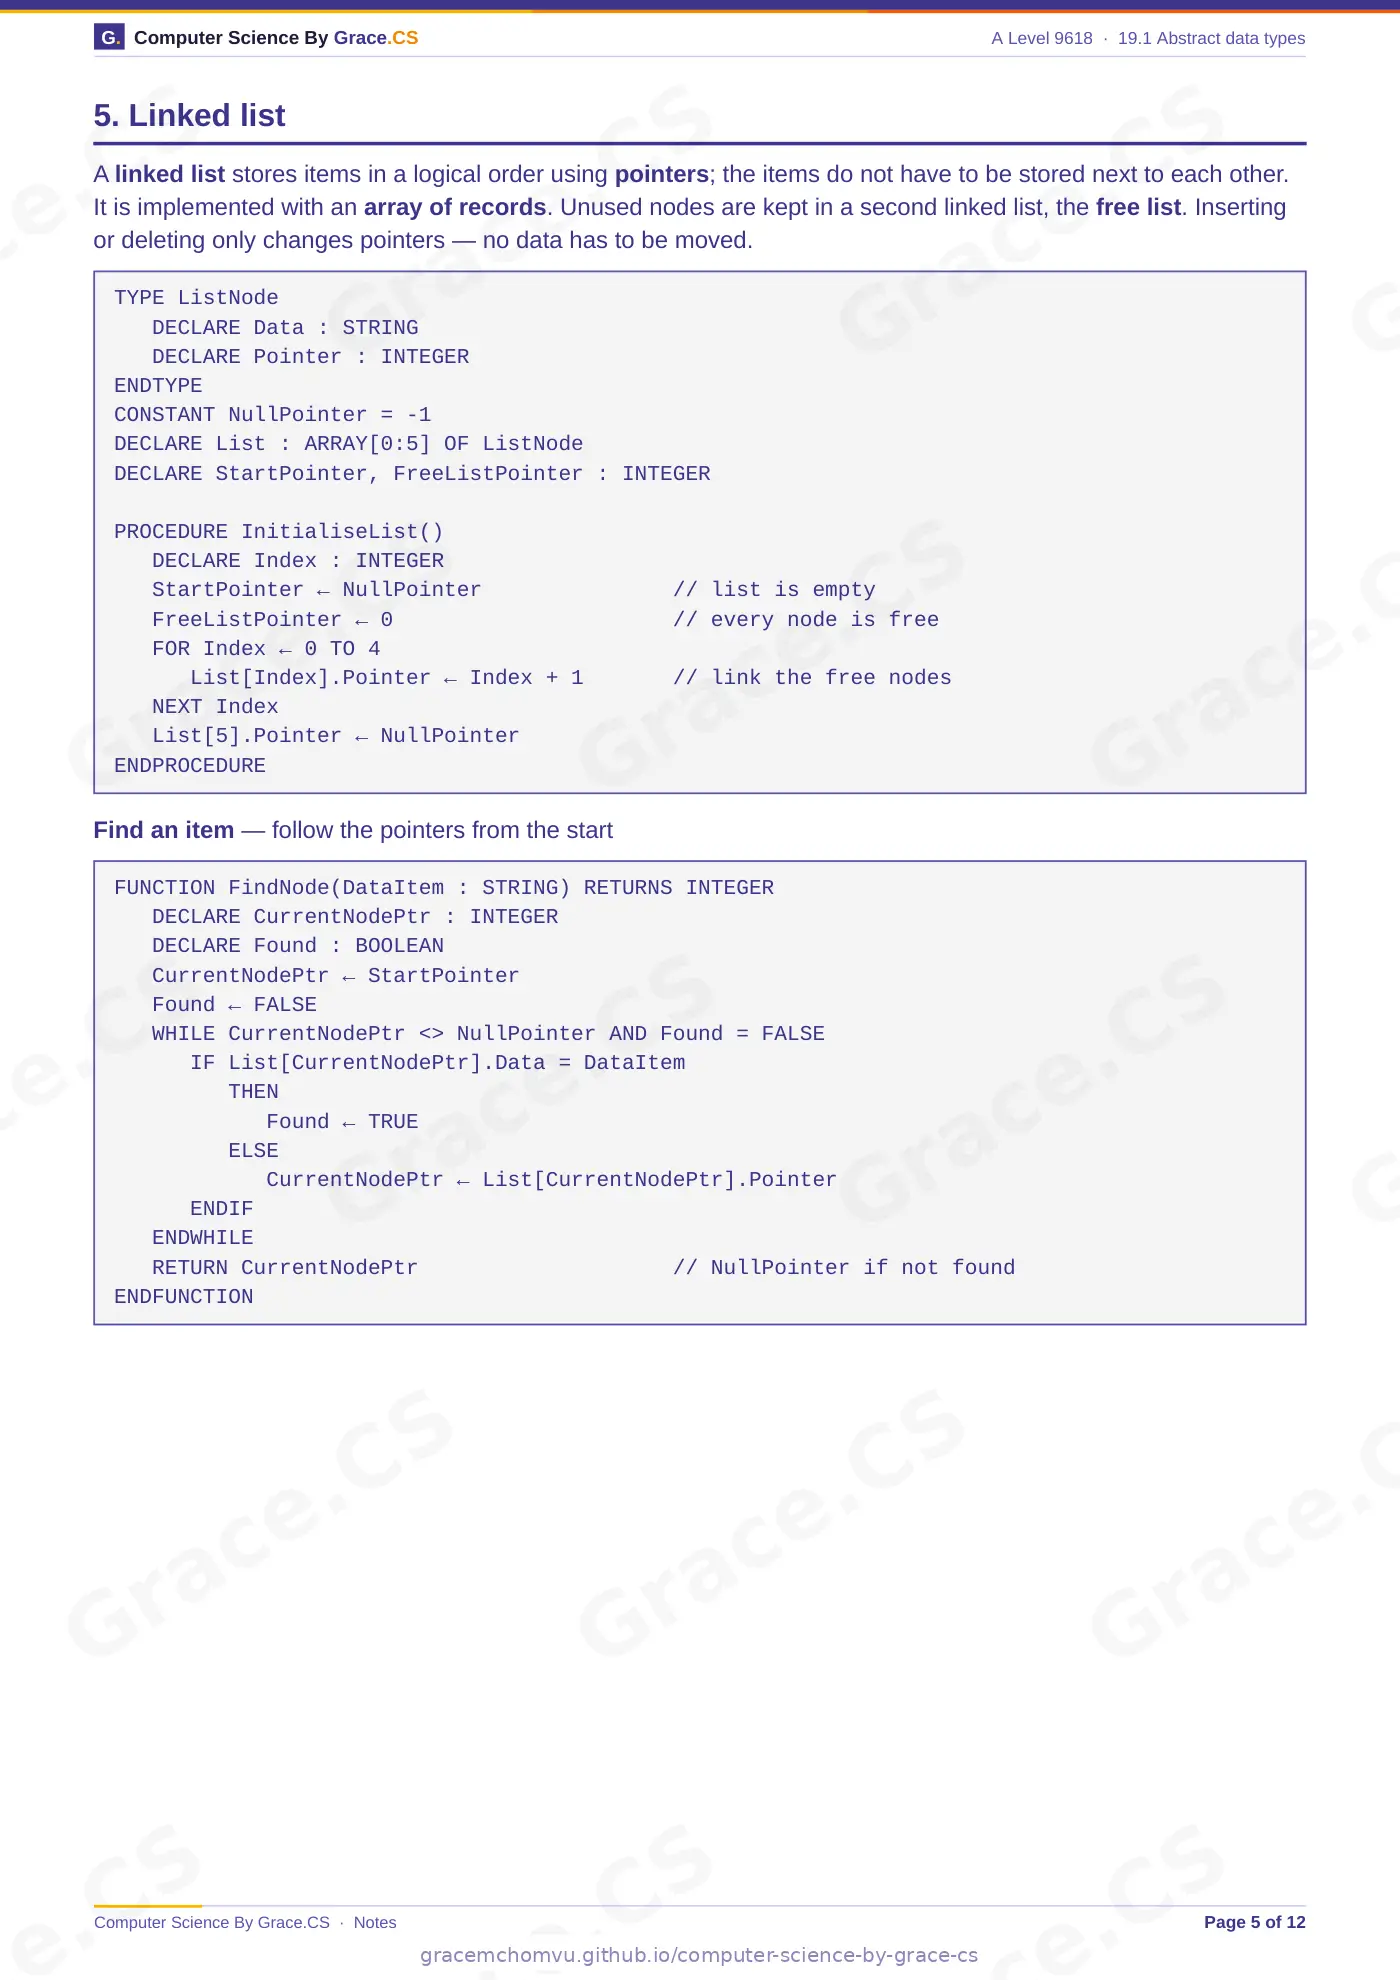 G. Computer Science By Grace.CS
A Level 9618 · 19.1 Abstract data types
5. Linked list
A linked list stores items in a logical order using pointers; the items do not have to be stored next to each other.
It is implemented with an array of records. Unused nodes are kept in a second linked list, the free list. Inserting
or deleting only changes pointers — no data has to be moved.
TYPE ListNode
   DECLARE Data : STRING
   DECLARE Pointer : INTEGER
ENDTYPE
CONSTANT NullPointer = -1
DECLARE List : ARRAY[0:5] OF ListNode
DECLARE StartPointer, FreeListPointer : INTEGER

PROCEDURE InitialiseList()
   DECLARE Index : INTEGER
   StartPointer ← NullPointer               // list is empty
   FreeListPointer ← 0                      // every node is free
   FOR Index ← 0 TO 4
      List[Index].Pointer ← Index + 1       // link the free nodes
   NEXT Index
   List[5].Pointer ← NullPointer
ENDPROCEDURE
Find an item — follow the pointers from the start
FUNCTION FindNode(DataItem : STRING) RETURNS INTEGER
   DECLARE CurrentNodePtr : INTEGER
   DECLARE Found : BOOLEAN
   CurrentNodePtr ← StartPointer
   Found ← FALSE
   WHILE CurrentNodePtr <> NullPointer AND Found = FALSE
      IF List[CurrentNodePtr].Data = DataItem
         THEN
            Found ← TRUE
         ELSE
            CurrentNodePtr ← List[CurrentNodePtr].Pointer
      ENDIF
   ENDWHILE
   RETURN CurrentNodePtr                    // NullPointer if not found
ENDFUNCTION
Computer Science By Grace.CS · Notes
Page 5 of 12
gracemchomvu.github.io/computer-science-by-grace-cs